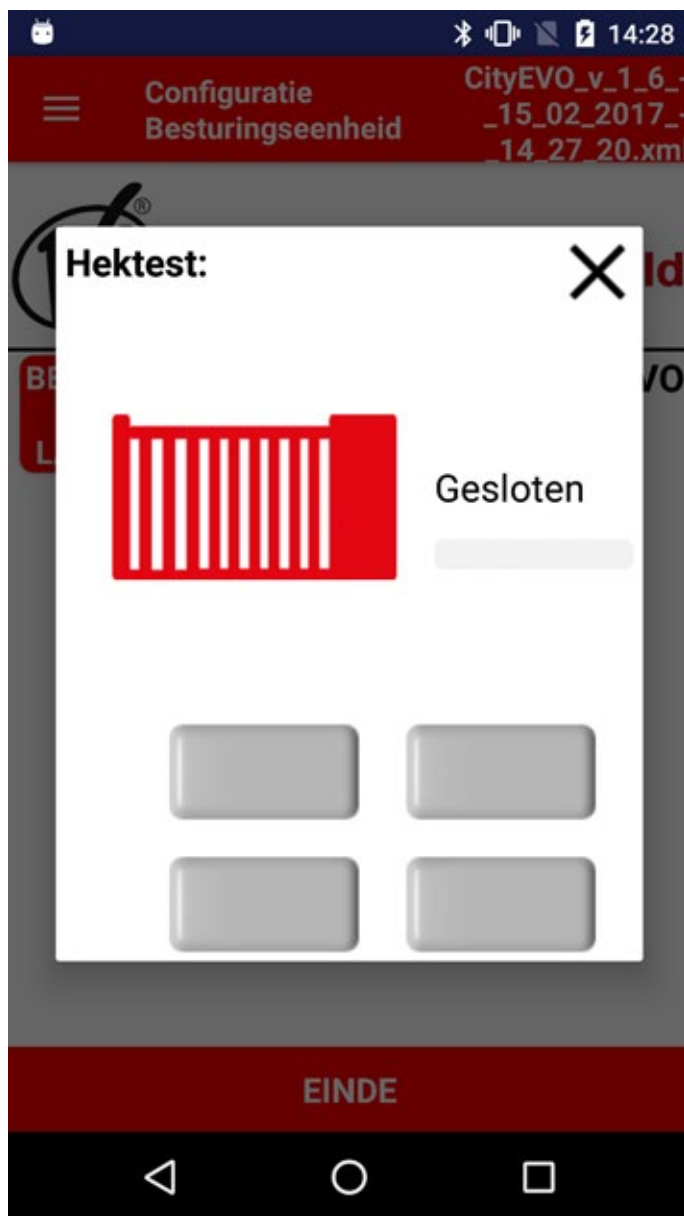 14:28
Configuratie
Besturingseenheid
CityEVO_v_1_6_-
_15_02_2017_-
_14_27_20.xm
Hektest:
Gesloten
EINDE